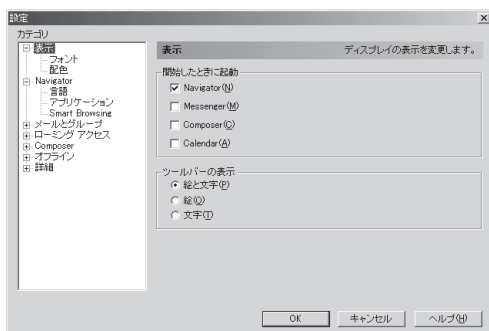 設定
カテゴリ
表示
フォント
配色
Navigator
言語
アプリケーション
Smart Browsing
メールとグループ
ローミング アクセス
Composer
オフライン
詳細
表示 ディスプレイの表示を変更します。
開始したときに起動
Navigator(N)
Messenger(M)
Composer(C)
Calendar(A)
ツールバーの表示
絵と文字(P)
絵(O)
文字(T)
OK キャンセル ヘルプ(H)